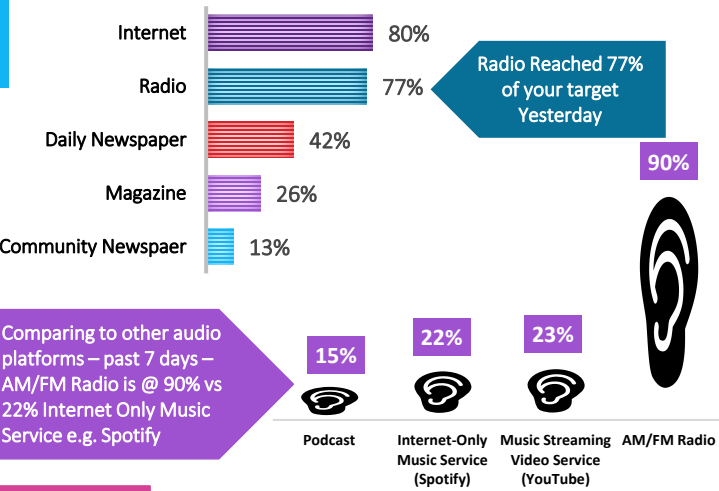 Internet
80%
Radio
77%
Radio Reached 77%
of your target
Yesterday
Daily Newspaper
42%
Magazine
26%
Community Newspaer
13%
Comparing to other audio
platforms – past 7 days –
AM/FM Radio is @ 90% vs
22% Internet Only Music
Service e.g. Spotify
15%
22%
23%
90%
Podcast
Internet-Only
Music Service
(Spotify)
Music Streaming
Video Service
(YouTube)
AM/FM Radio